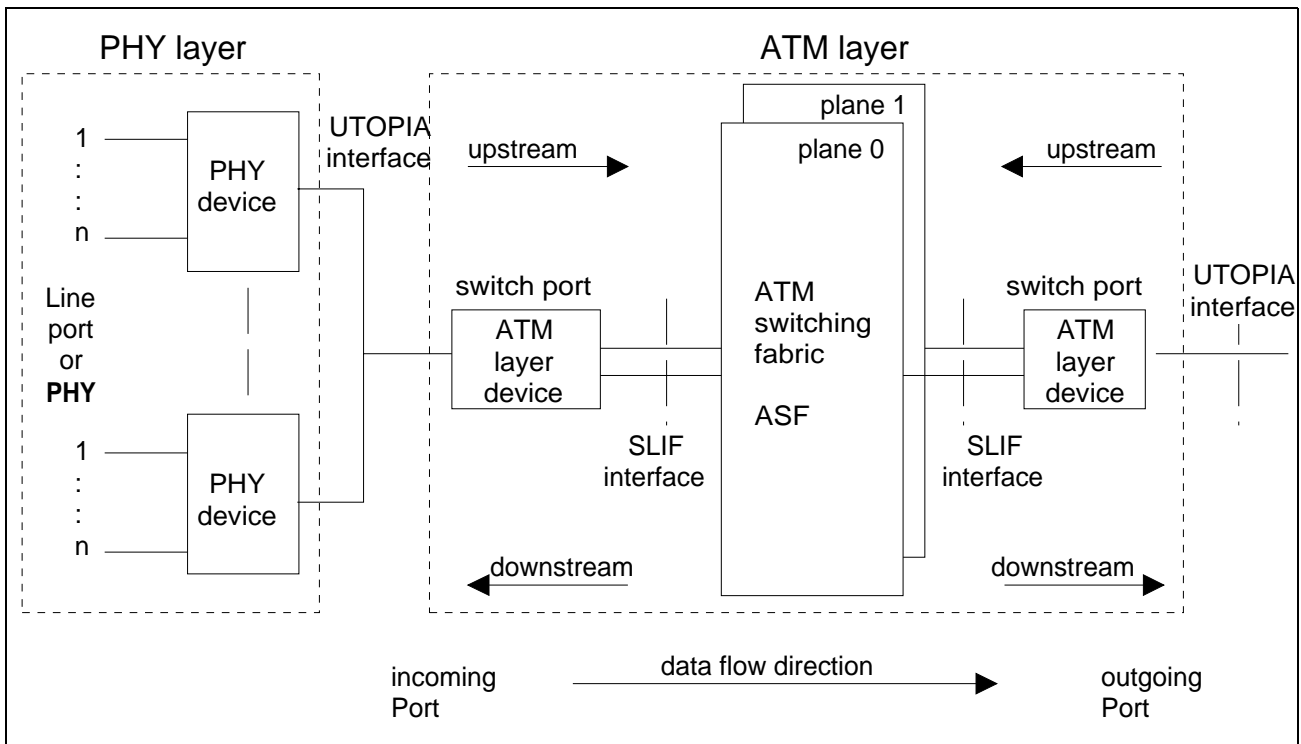 PHY layer
ATM layer
1
:
:
n
PHY
device
UTOPIA
interface
upstream
plane 1
plane 0
upstream
Line
port
or
PHY
switch port
ATM
layer
device
ATM
switching
fabric
ASF
switch port
ATM
layer
device
UTOPIA
interface
SLIF
interface
SLIF
interface
1
:
:
n
PHY
device
downstream
downstream
incoming
Port
data flow direction
outgoing
Port